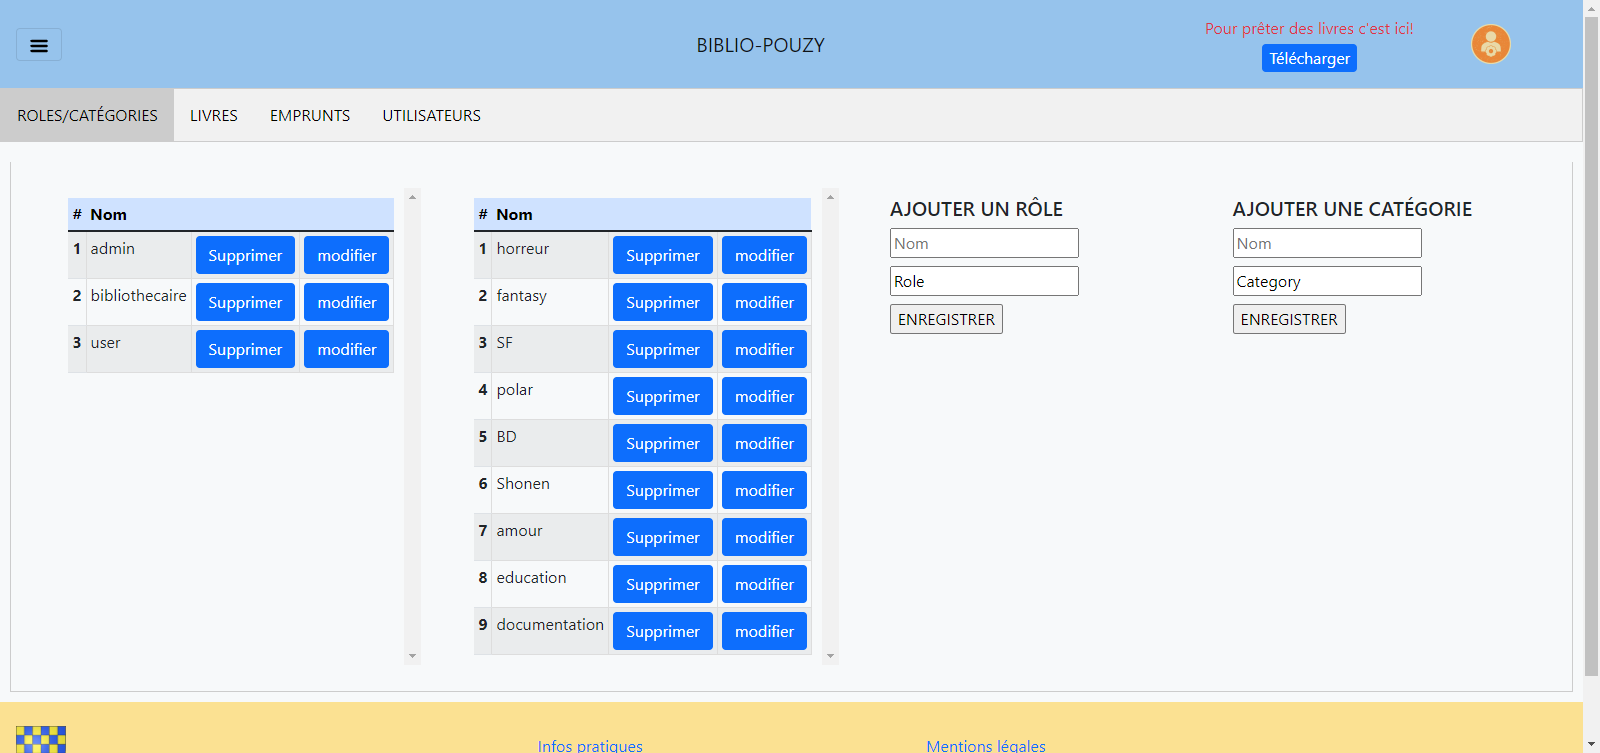 BIBLIO-POUZY
Pour prêter des livres c'est ici!
Télécharger
ROLES/CATÉGORIES LIVRES EMPRUNTS UTILISATEURS
# Nom
1 admin Supprimer modifier
2 bibliothecaire Supprimer modifier
3 user Supprimer modifier
# Nom
1 horreur Supprimer modifier
2 fantasy Supprimer modifier
3 SF Supprimer modifier
4 polar Supprimer modifier
5 BD Supprimer modifier
6 Shonen Supprimer modifier
7 amour Supprimer modifier
8 education Supprimer modifier
9 documentation Supprimer modifier
AJOUTER UN RÔLE
Nom
Role
ENREGISTRER
AJOUTER UNE CATÉGORIE
Nom
Category
ENREGISTRER
Infos pratiques
Mentions légales